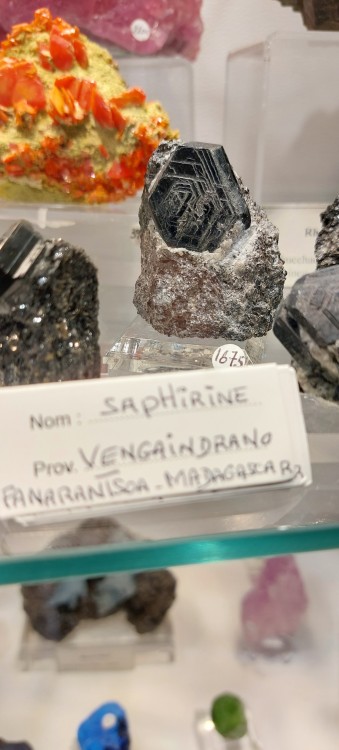 1675
Nom : SAPHIRINE
Prov. VENGAINDRANO
FANARANTSOA - MADAGASCAR